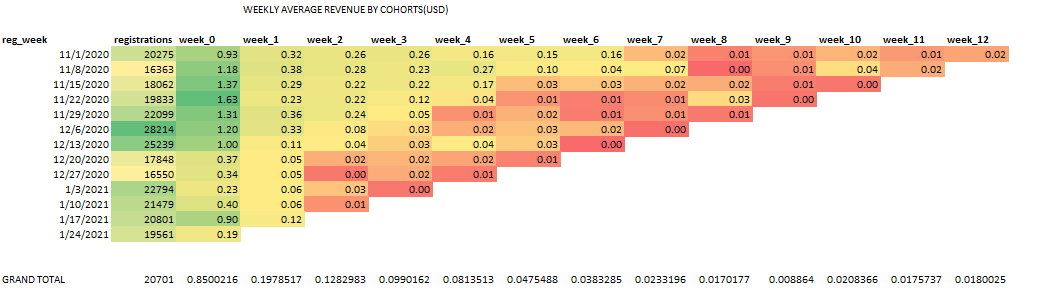 WEEKLY AVERAGE REVENUE BY COHORTS(USD)
reg_week registrations week_0 week_1 week_2 week_3 week_4 week_5 week_6 week_7 week_8 week_9 week_10 week_11 week_12
11/1/2020 20275 0.93 0.32 0.26 0.26 0.16 0.15 0.16 0.02 0.01 0.01 0.02 0.01 0.02
11/8/2020 16363 1.18 0.38 0.28 0.23 0.27 0.10 0.04 0.07 0.00 0.01 0.04 0.02
11/15/2020 18062 1.37 0.29 0.22 0.22 0.17 0.03 0.03 0.02 0.02 0.01 0.00
11/22/2020 19833 1.63 0.23 0.22 0.12 0.04 0.01 0.01 0.01 0.03 0.00
11/29/2020 22099 1.31 0.36 0.24 0.05 0.01 0.02 0.01 0.01 0.01
12/6/2020 28214 1.20 0.33 0.08 0.03 0.02 0.03 0.02 0.00
12/13/2020 25239 1.00 0.11 0.04 0.03 0.04 0.03 0.00
12/20/2020 17848 0.37 0.05 0.02 0.02 0.02 0.01
12/27/2020 16550 0.34 0.05 0.00 0.02 0.01
1/3/2021 22794 0.23 0.06 0.03 0.00
1/10/2021 21479 0.40 0.06 0.01
1/17/2021 20801 0.90 0.12
1/24/2021 19561 0.19
GRAND TOTAL 20701 0.8500216 0.1978517 0.1282983 0.0990162 0.0813513 0.0475488 0.0383285 0.0233196 0.0170177 0.008864 0.0208366 0.0175737 0.0180025